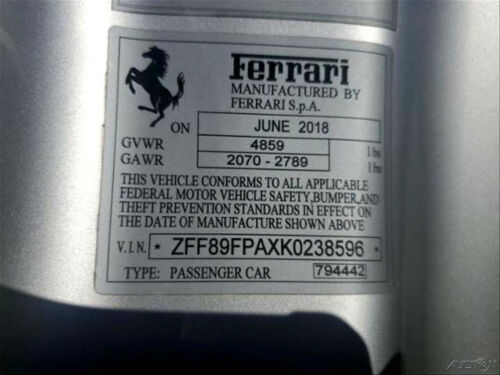 Ferrari
MANUFACTURED BY
FERRARI S.p.A.
ON JUNE 2018
GVWR 4859 lbs
GAWR 2070-2789 lbs
THIS VEHICLE CONFORMS TO ALL APPLICABLE
FEDERAL MOTOR VEHICLE SAFETY, BUMPER, AND
THEFT PREVENTION STANDARDS IN EFFECT ON
THE DATE OF MANUFACTURE SHOWN ABOVE
V.I.N. * ZFF89FPAXK0238596 *
TYPE: PASSENGER CAR 794442